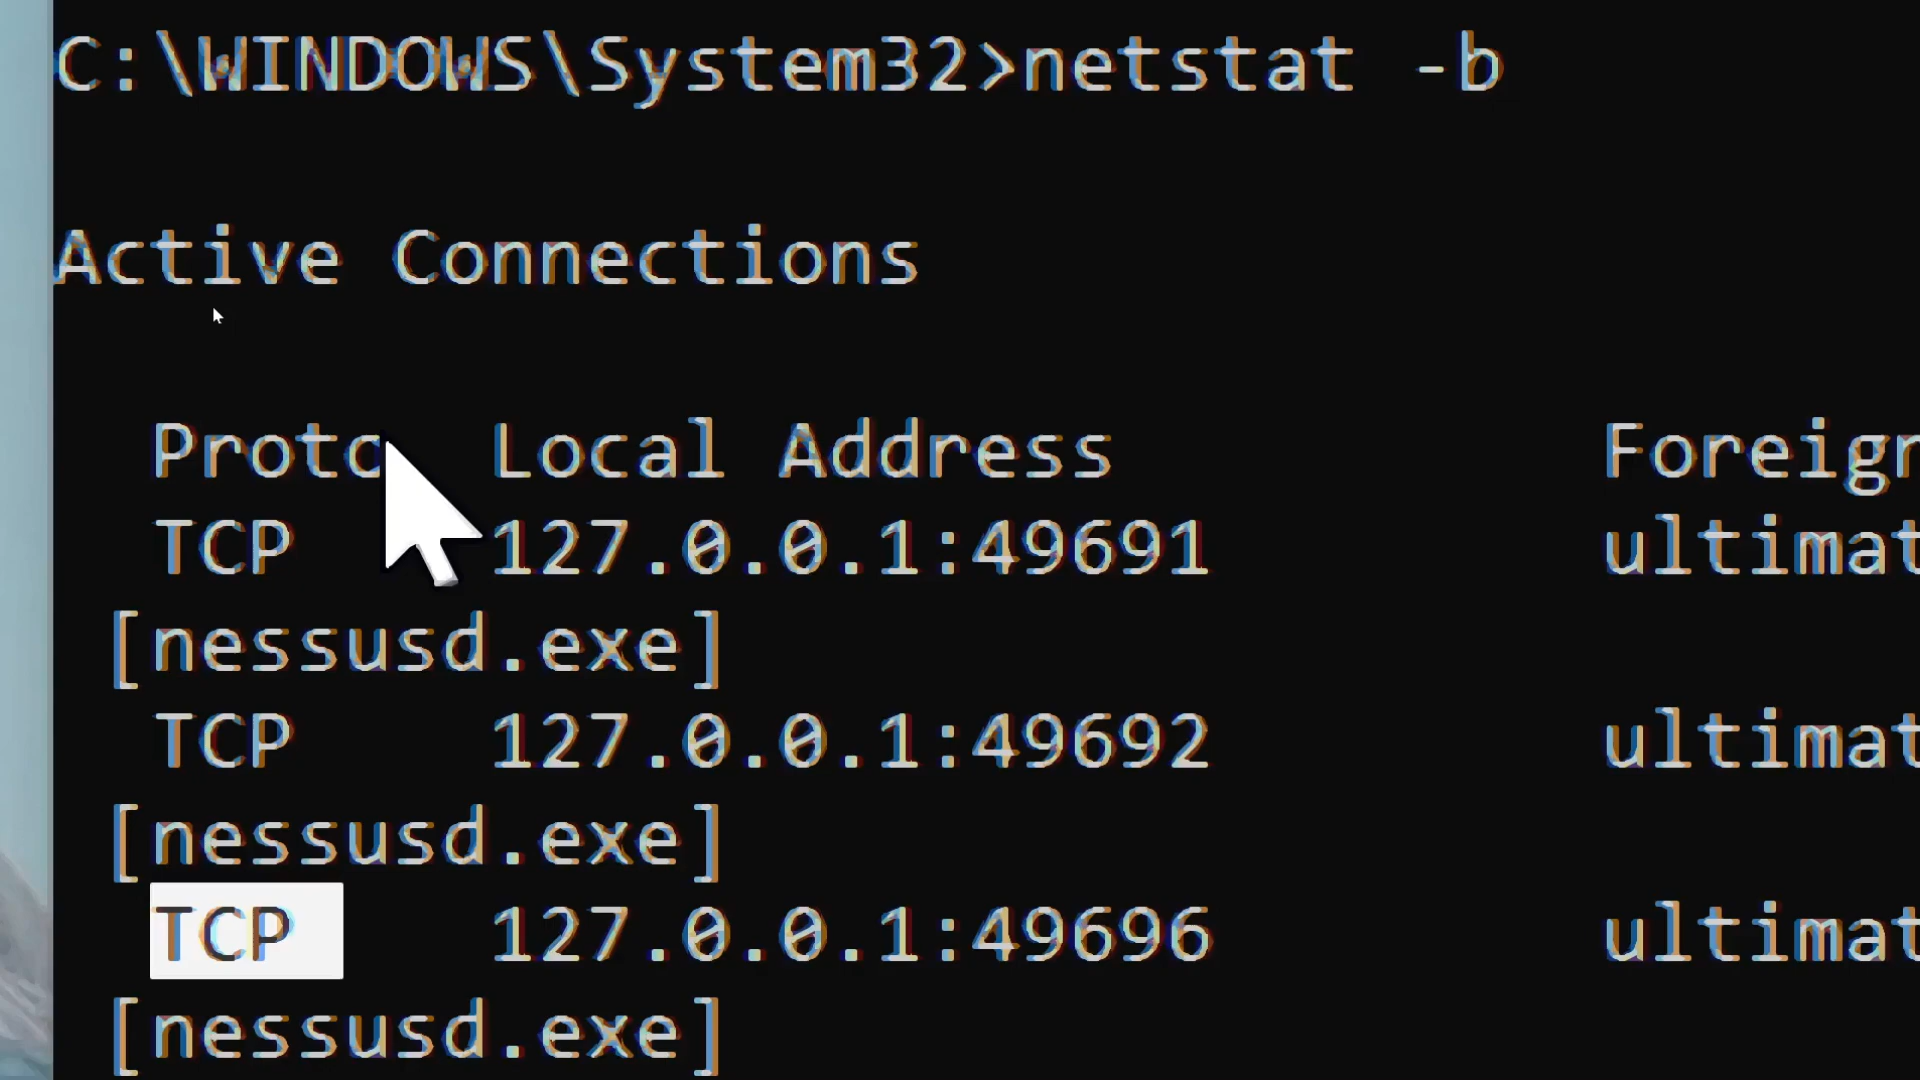 C:\WINDOWS\System32>netstat -b
Active Connections
Proto Local Address Foreign
TCP 127.0.0.1:49691 ultimat
[nessusd.exe]
TCP 127.0.0.1:49692 ultimat
[nessusd.exe]
TCP 127.0.0.1:49696 ultimat
[nessusd.exe]